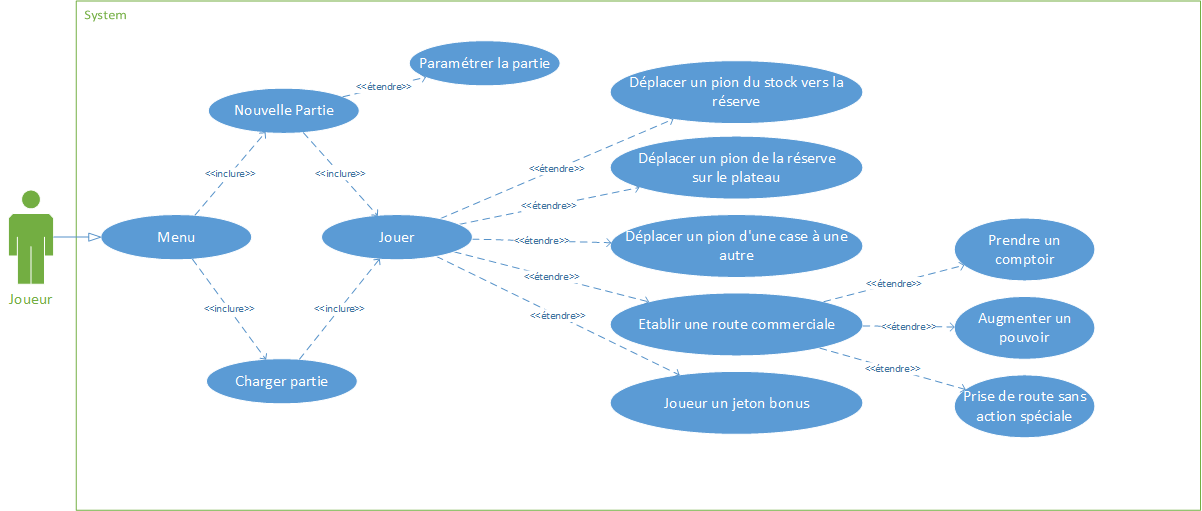 System
Paramétrer la partie
<<étendre>>
Nouvelle Partie
<<inclure>>
<<inclure>>
Joueur
Menu
Jouer
<<inclure>>
<<inclure>>
Charger partie
<<étendre>>
<<étendre>>
<<étendre>>
<<étendre>>
<<étendre>>
Déplacer un pion du stock vers la
réserve
Déplacer un pion de la réserve
sur le plateau
Déplacer un pion d'une case à une
autre
Etablir une route commerciale
Joueur un jeton bonus
<<étendre>>
<<étendre>>
<<étendre>>
Prendre un
comptoir
Augmenter un
pouvoir
Prise de route sans
action spéciale